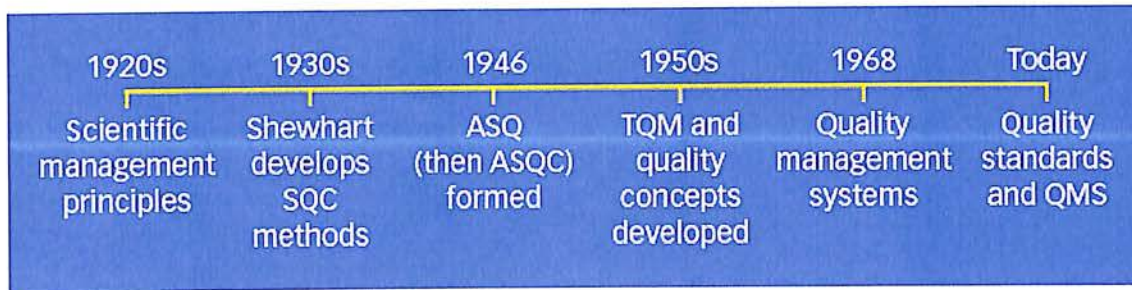 1920s
Scientific
management
principles
1930s
Shewhart
develops
SQC
methods
1946
ASQ
(then ASQC)
formed
1950s
TQM and
quality
concepts
developed
1968
Quality
management
systems
Today
Quality
standards
and QMS